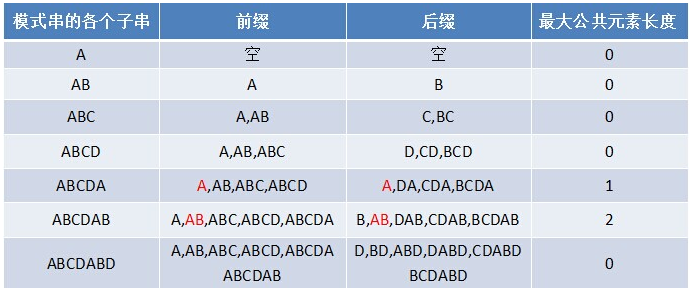 模式串的各个子串 前缀 后缀 最大公共元素长度
A 空 空 0
AB A B 0
ABC A,AB C,BC 0
ABCD A,AB,ABC D,CD,BCD 0
ABCDA A,AB,ABC,ABCD A,DA,CDA,BCDA 1
ABCDAB A,AB,ABC,ABCD,ABCDA B,AB,DAB,CDAB,BCDAB 2
ABCDABD A,AB,ABC,ABCD,ABCDA D,BD,ABD,DABD,CDABD 0
ABCDAB BCDABD